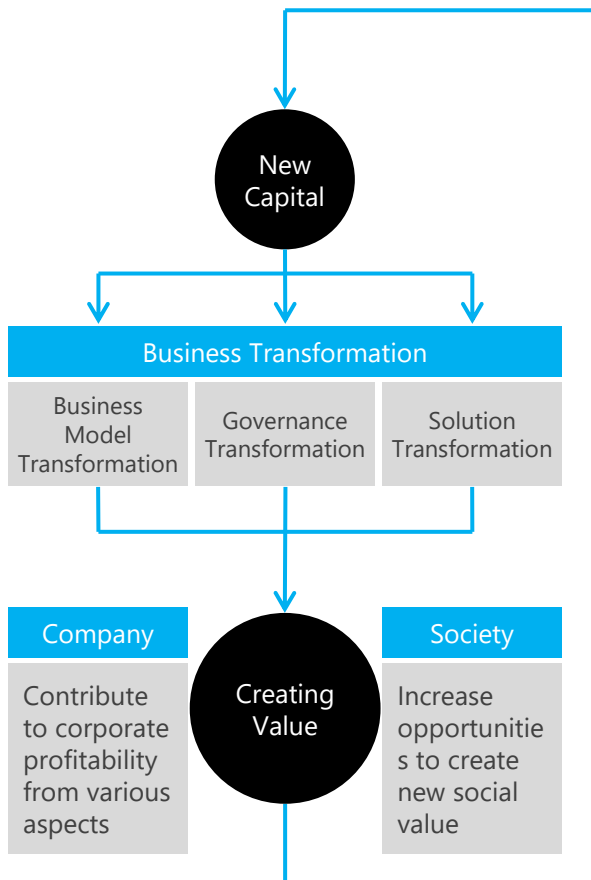 New
Capital
Business Transformation
Business
Model
Transformation
Governance
Transformation
Solution
Transformation
Company
Contribute
to corporate
profitability
from various
aspects
Creating
Value
Society
Increase
opportunitie
s to create
new social
value